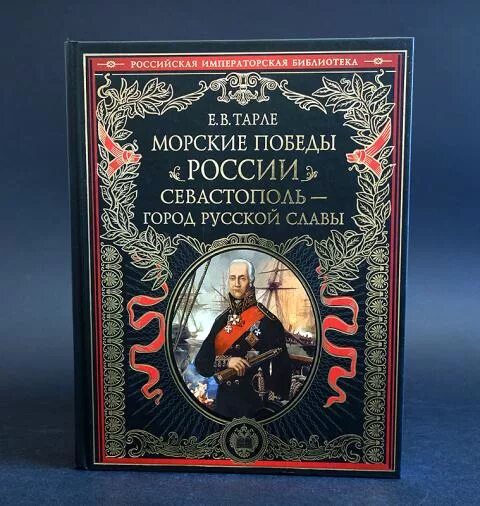 РОССИЙСКАЯ ИМПЕРАТОРСКАЯ БИБЛИОТЕКА
Е.В.ТАРЛЕ
МОРСКИЕ ПОБЕДЫ
РОССИИ
СЕВАСТОПОЛЬ —
ГОРОД РУССКОЙ СЛАВЫ